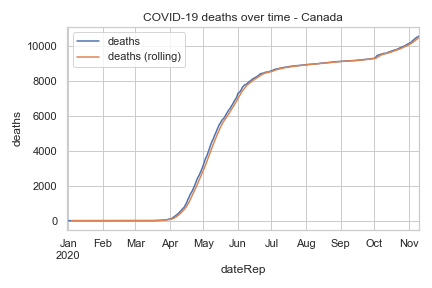 COVID-19 deaths over time - Canada
deaths
deaths (rolling)
10000
8000
6000
4000
2000
0
deaths
Jan Feb Mar Apr May Jun Jul Aug Sep Oct Nov
2020
dateRep